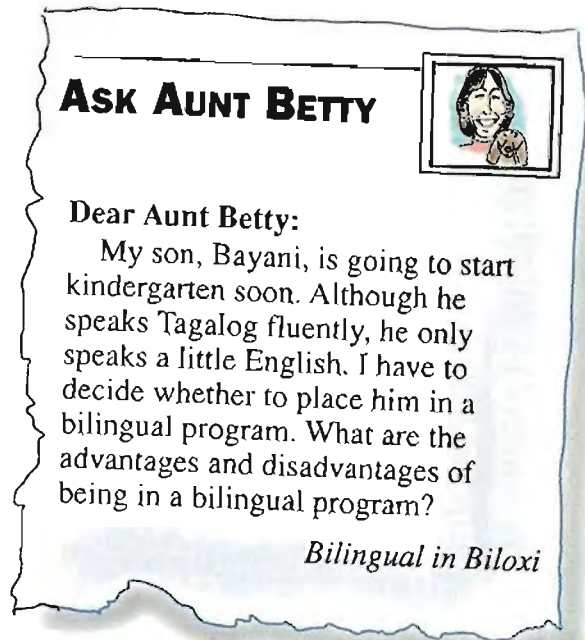 ASK AUNT BETTY
Dear Aunt Betty:
My son, Bayani, is going to start
kindergarten soon. Although he
speaks Tagalog fluently, he only
speaks a little English. I have to
decide whether to place him in a
bilingual program. What are the
advantages and disadvantages of
being in a bilingual program?
Bilingual in Biloxi